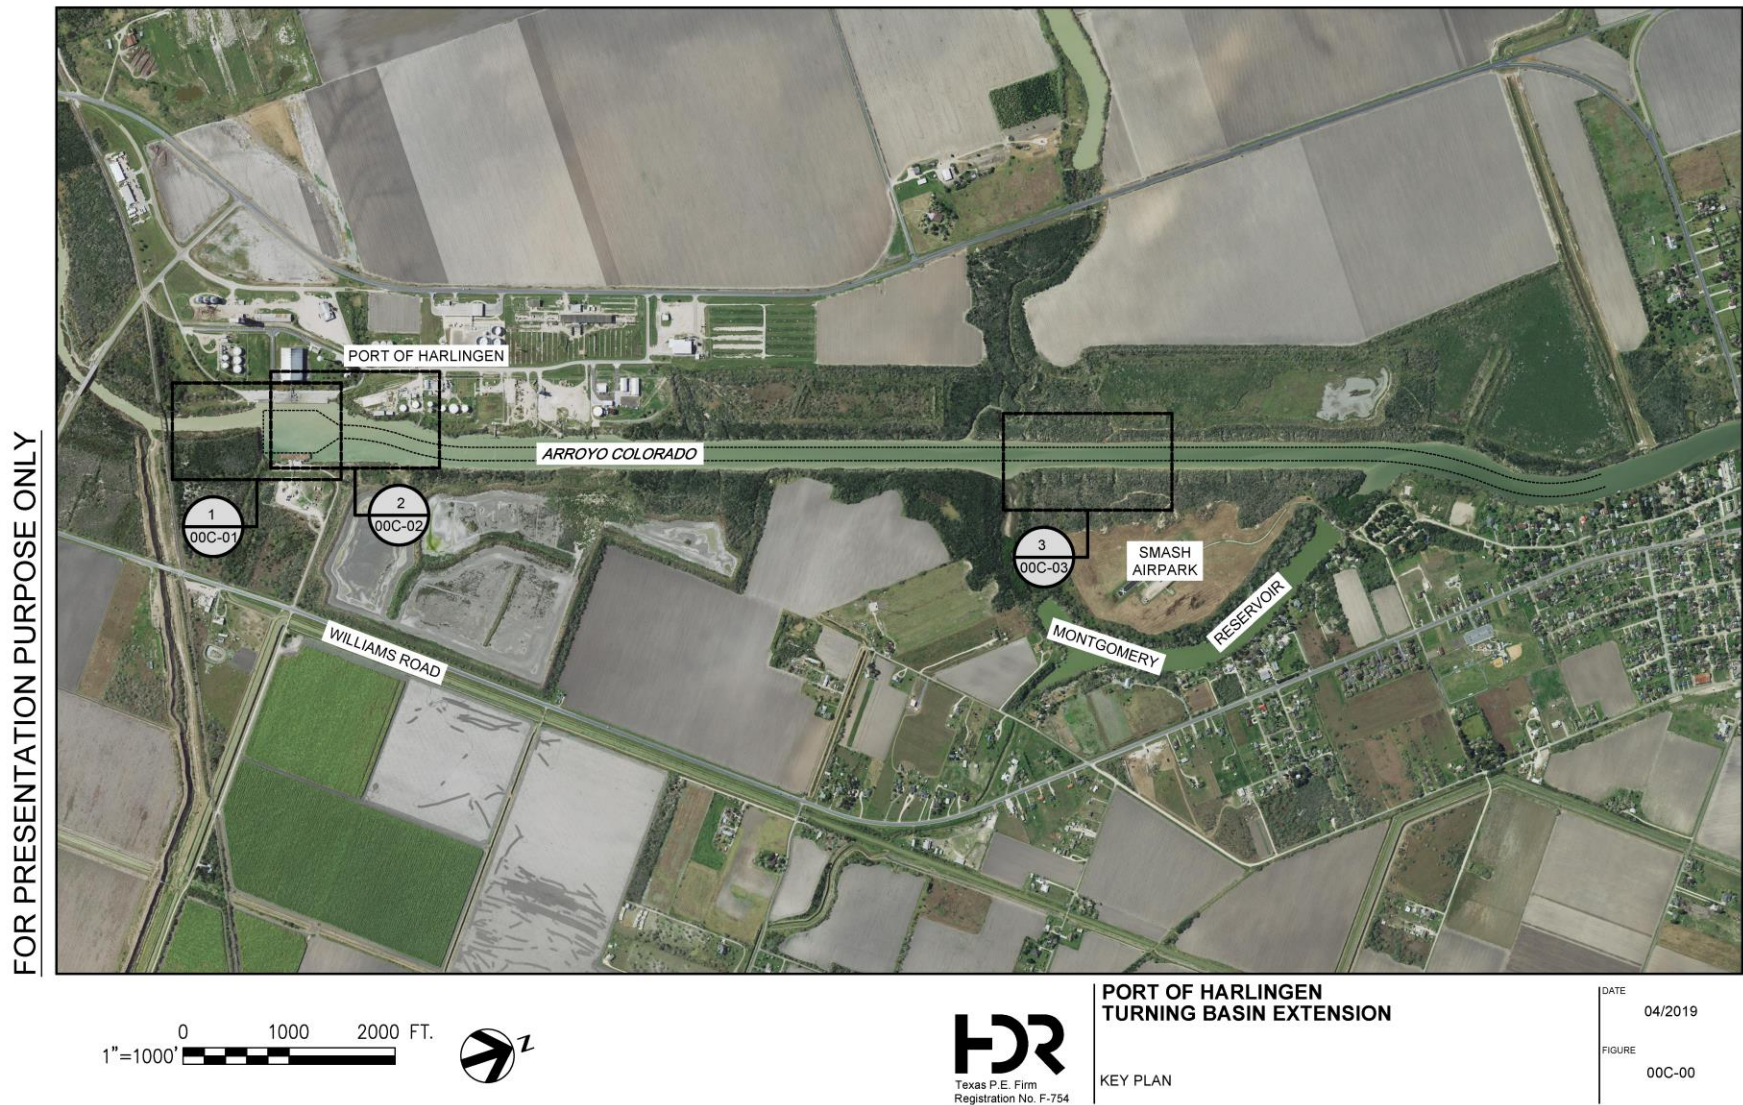 FOR PRESENTATION PURPOSE ONLY
PORT OF HARLINGEN
ARROYO COLORADO
1
00C-01
2
00C-02
3
00C-03
SMASH
AIRPARK
MONTGOMERY
RESERVOIR
WILLIAMS ROAD
0 1000 2000 FT.
1"=1000'
N
HDR
Texas P.E. Firm
Registration No. F-754
PORT OF HARLINGEN
TURNING BASIN EXTENSION
KEY PLAN
DATE
04/2019
FIGURE
00C-00